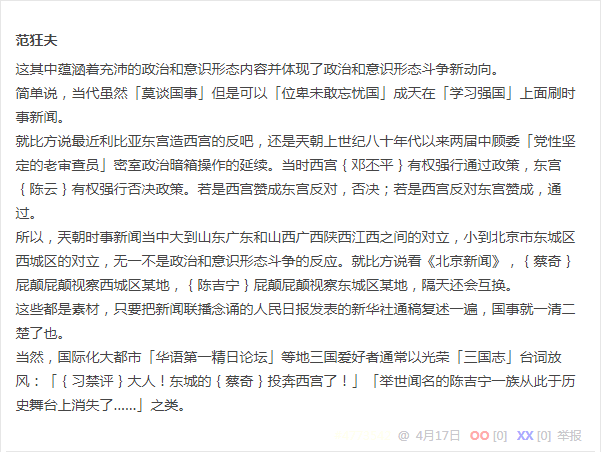 范狂夫
这其中蕴涵着充沛的政治和意识形态内容并体现了政治和意识形态斗争新动向。
简单说，当代虽然「莫谈国事」但是可以「位卑未敢忘忧国」成天在「学习强国」上面刷时
事新闻。
就比方说最近利比亚东宫造西宫的反吧，还是天朝上世纪八十年代以来两届中顾委「党性坚
定的老审查员」密室政治暗箱操作的延续。当时西宫｛邓丕平｝有权强行通过政策，东宫
｛陈云｝有权强行否决政策。若是西宫赞成东宫反对，否决；若是西宫反对东宫赞成，通
过。
所以，天朝时事新闻当中大到山东广东和山西广西陕西江西之间的对立，小到北京市东城区
西城区的对立，无一不是政治和意识形态斗争的反应。就比方说看《北京新闻》，｛蔡奇｝
屁颠屁颠视察西城区某地，｛陈吉宁｝屁颠屁颠视察东城区某地，隔天还会互换。
这些都是素材，只要把新闻联播念诵的人民日报发表的新华社通稿复述一遍，国事就一清二
楚了也。
当然，国际化大都市「华语第一精日论坛」等地三国爱好者通常以光荣「三国志」台词放
风：「｛习禁评｝大人！东城的｛蔡奇｝投奔西宫了！」「举世闻名的陈吉宁一族从此于历
史舞台上消失了......」之类。
@ 4月17日 OO [0] XX [0] 举报